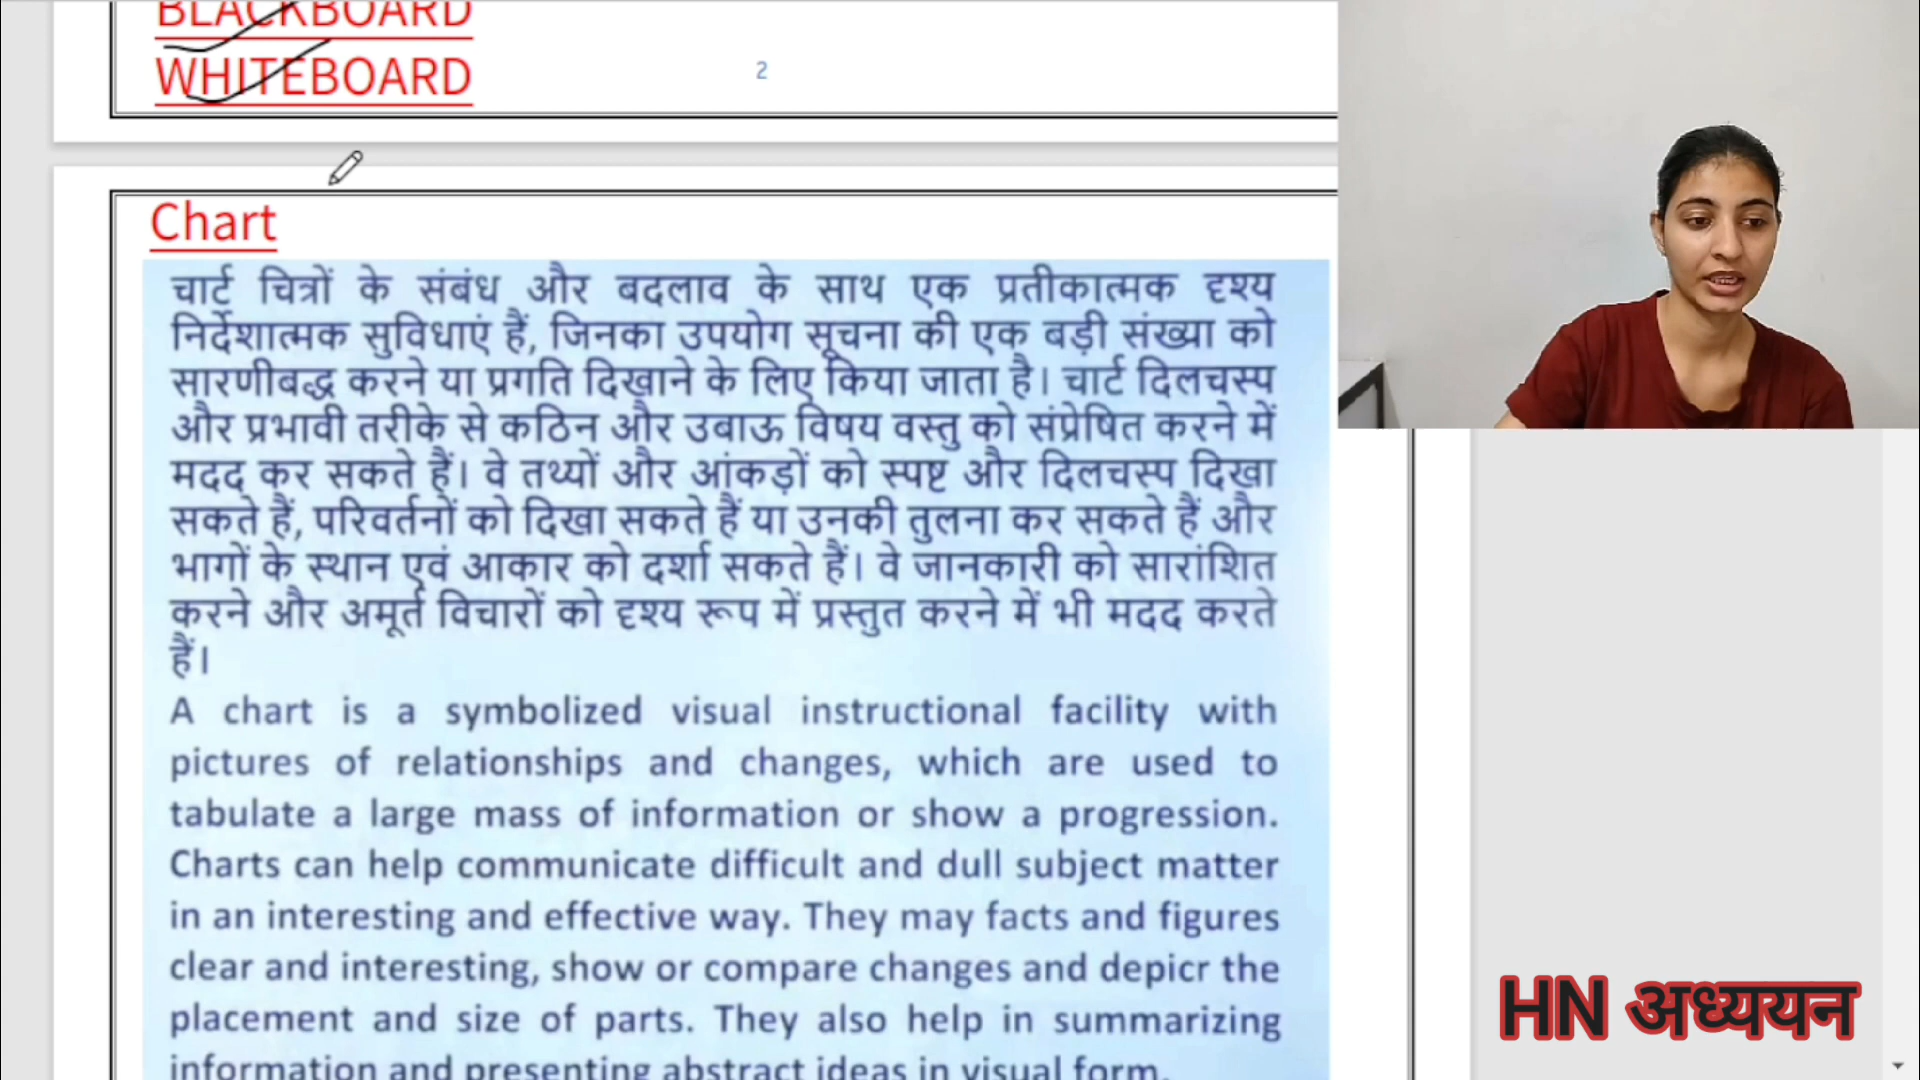 BLACKBOARD
WHITEBOARD
2
Chart
चार्ट चित्रों के संबंध और बदलाव के साथ एक प्रतीकात्मक दृश्य
निर्देशात्मक सुविधाएं हैं, जिनका उपयोग सूचना की एक बड़ी संख्या को
सारणीबद्ध करने या प्रगति दिखाने के लिए किया जाता है। चार्ट दिलचस्प
और प्रभावी तरीके से कठिन और उबाऊ विषय वस्तु को संप्रेषित करने में
मदद कर सकते हैं। वे तथ्यों और आंकड़ों को स्पष्ट और दिलचस्प दिखा
सकते हैं, परिवर्तनों को दिखा सकते हैं या उनकी तुलना कर सकते हैं और
भागों के स्थान एवं आकार को दर्शा सकते हैं। वे जानकारी को सारांशित
करने और अमूर्त विचारों को दृश्य रूप में प्रस्तुत करने में भी मदद करते
हैं।
A chart is a symbolized visual instructional facility with
pictures of relationships and changes, which are used to
tabulate a large mass of information or show a progression.
Charts can help communicate difficult and dull subject matter
in an interesting and effective way. They may facts and figures
clear and interesting, show or compare changes and depicr the
placement and size of parts. They also help in summarizing
information and presenting abstract ideas in visual form.
HN अध्ययन